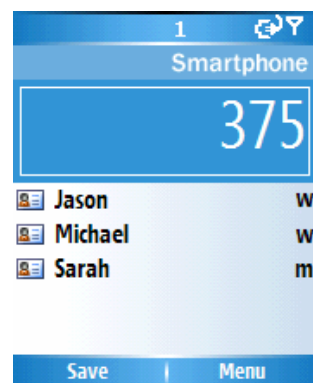 1
Smartphone
375
Jason w
Michael w
Sarah m
Save Menu